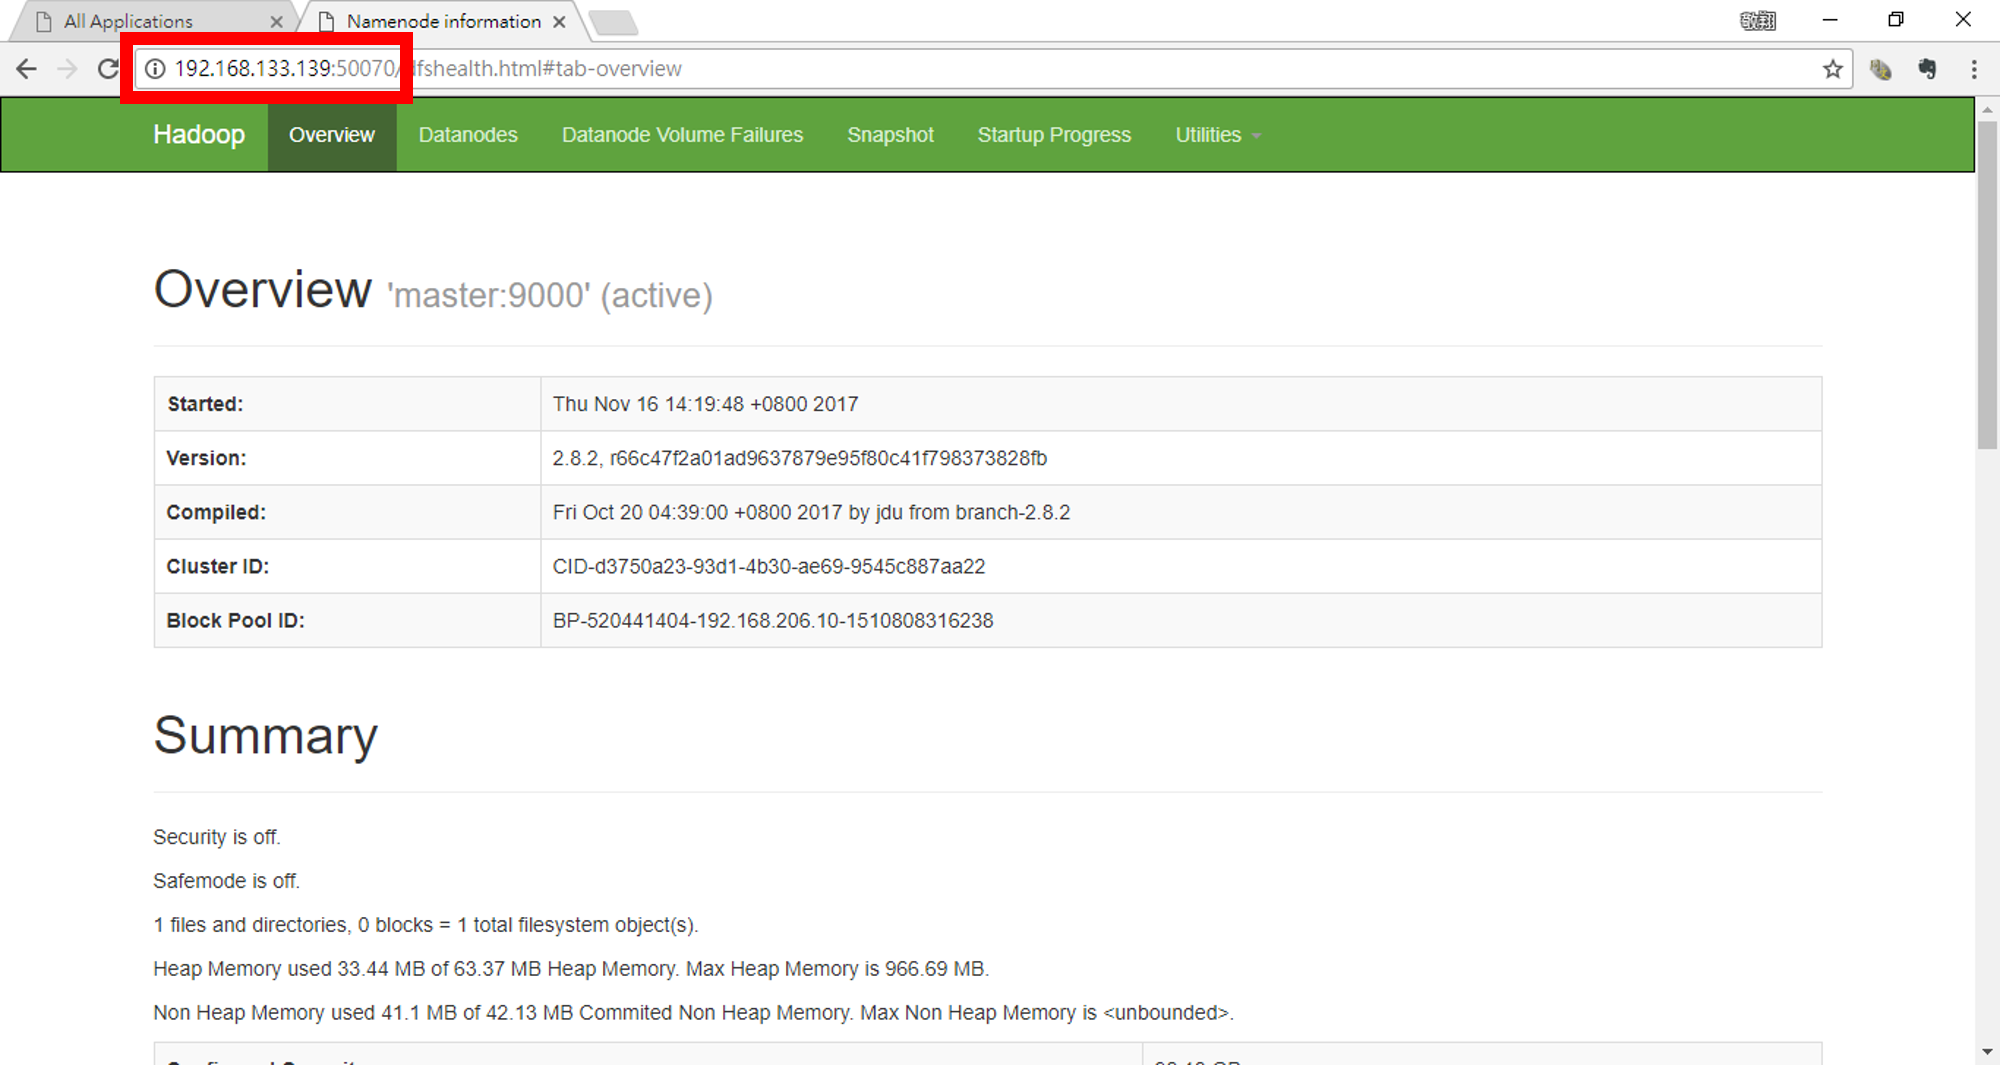 All Applications
Namenode information
敬翔
192.168.133.139:50070/dfshealth.html#tab-overview
Hadoop Overview Datanodes Datanode Volume Failures Snapshot Startup Progress Utilities
Overview 'master:9000' (active)
Started: Thu Nov 16 14:19:48 +0800 2017
Version: 2.8.2, r66c47f2a01ad9637879e95f80c41f798373828fb
Compiled: Fri Oct 20 04:39:00 +0800 2017 by jdu from branch-2.8.2
Cluster ID: CID-d3750a23-93d1-4b30-ae69-9545c887aa22
Block Pool ID: BP-520441404-192.168.206.10-1510808316238
Summary
Security is off.
Safemode is off.
1 files and directories, 0 blocks = 1 total filesystem object(s).
Heap Memory used 33.44 MB of 63.37 MB Heap Memory. Max Heap Memory is 966.69 MB.
Non Heap Memory used 41.1 MB of 42.13 MB Commited Non Heap Memory. Max Non Heap Memory is <unbounded>.